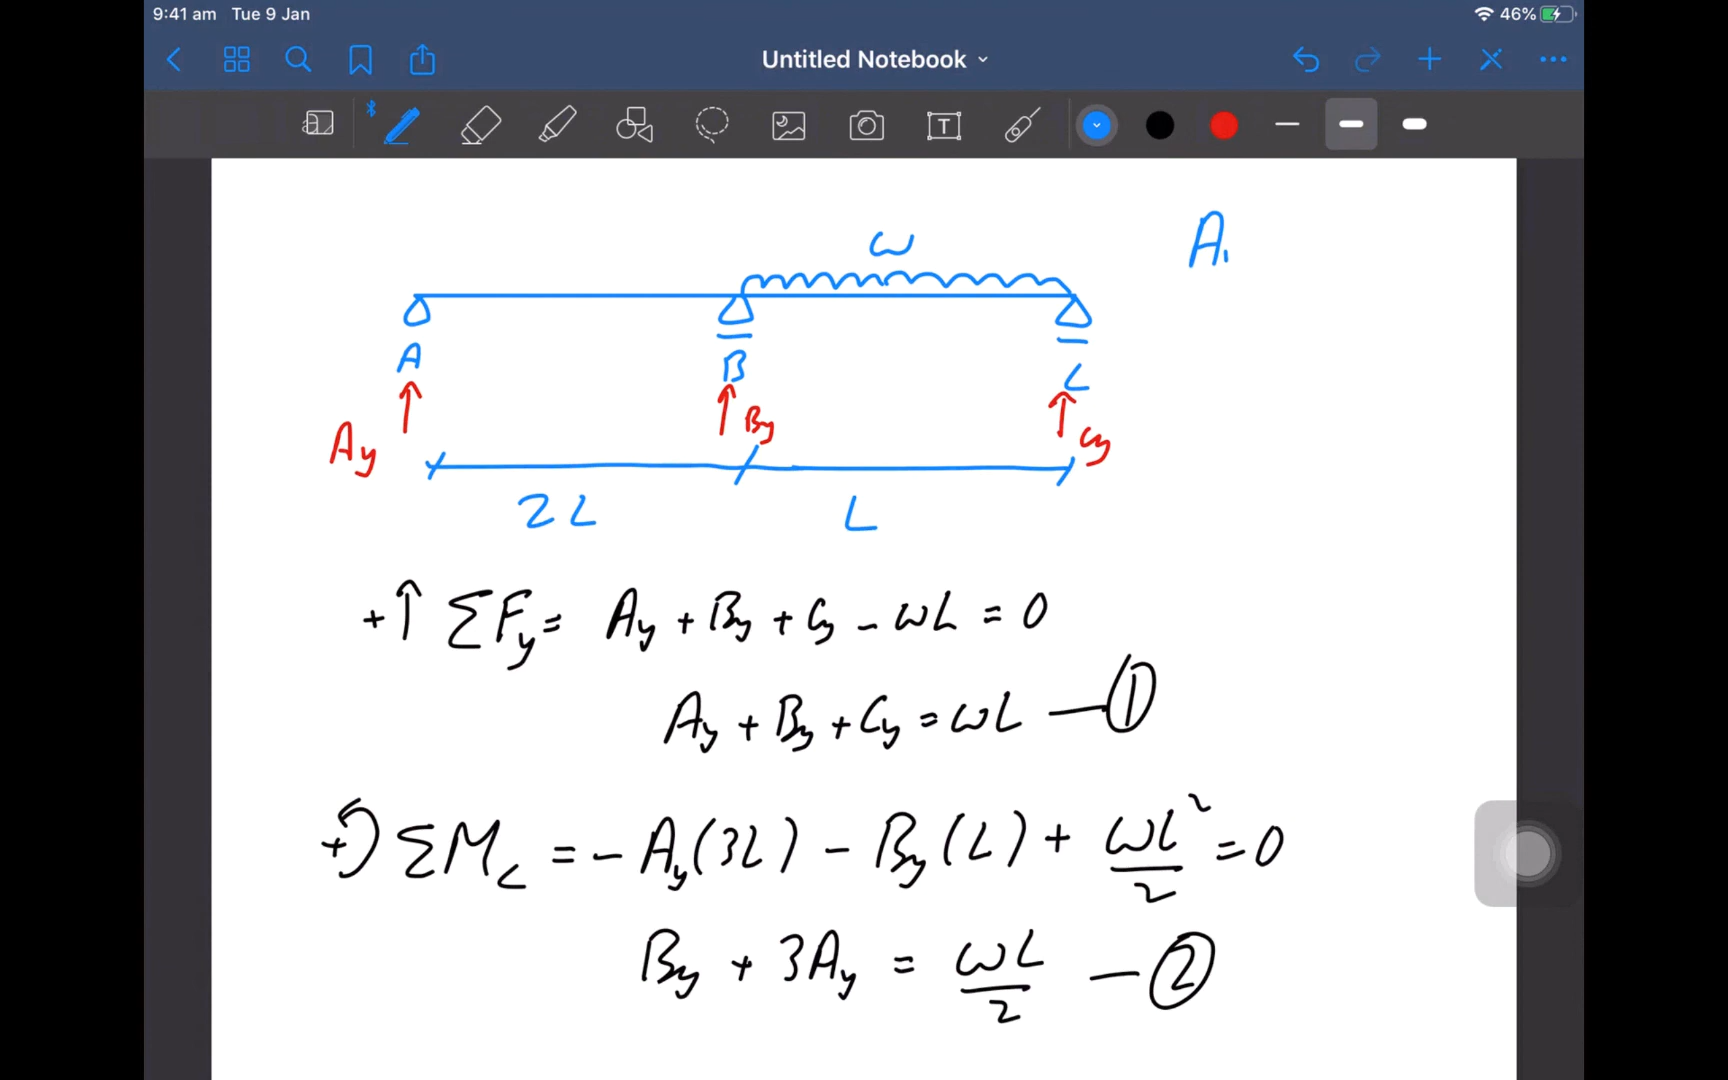 9:41 am Tue 9 Jan
46%
Untitled Notebook
T
ω
A
A
B
C
Ay
By
Cy
2L
L
+↑ ΣFy = Ay + By + Cy - ωL = 0
Ay + By + Cy = ωL — ①
+↺ ΣMc = - Ay(3L) - By(L) + ωL²/2 = 0
By + 3Ay = ωL/2 — ②